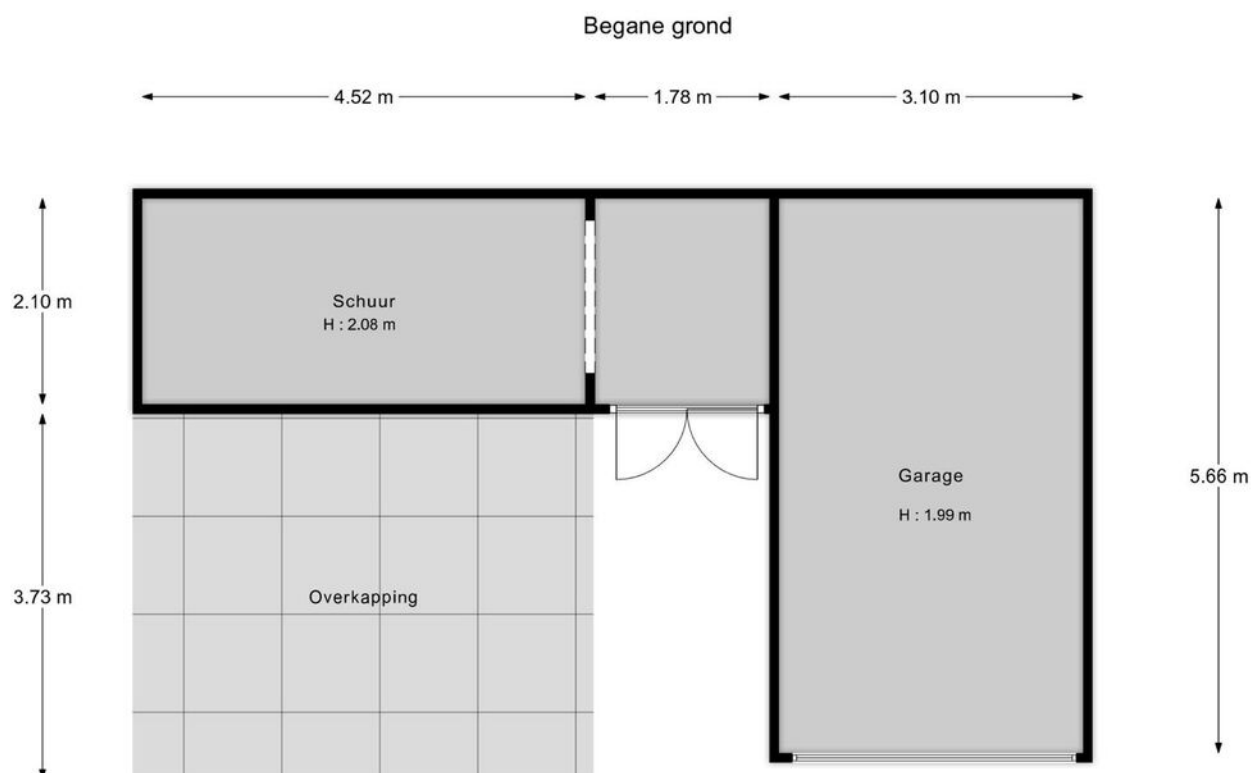 Begane grond
4.52 m
1.78 m
3.10 m
2.10 m
Schuur
H : 2.08 m
Garage
H : 1.99 m
5.66 m
3.73 m
Overkapping